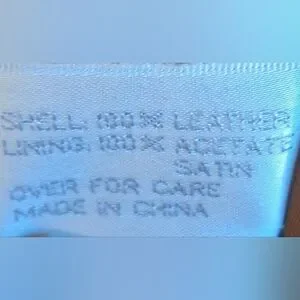 SHELL: 100% LEATHER
LINING: 100% ACETATE
SATIN
OVER FOR CARE
MADE IN CHINA